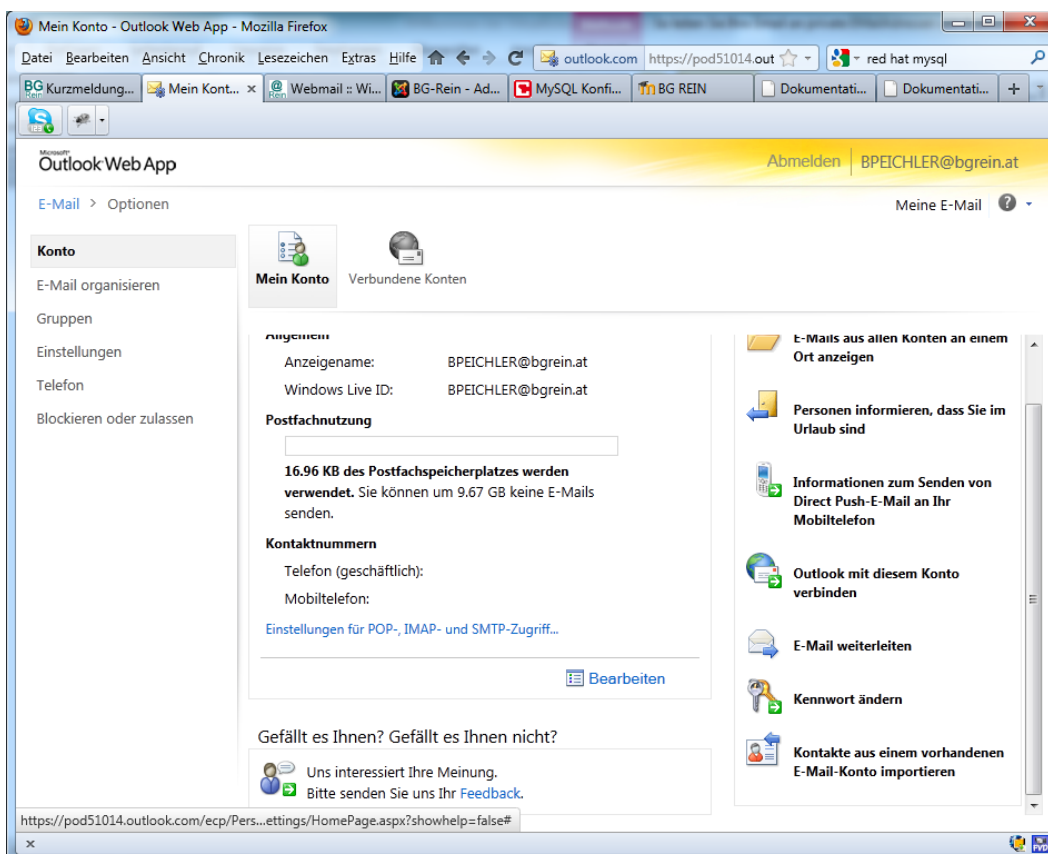 Mein Konto - Outlook Web App - Mozilla Firefox
Datei Bearbeiten Ansicht Chronik Lesezeichen Extras Hilfe outlook.com https://pod51014.out red hat mysql
BG Rein Kurzmeldung... Mein Kont... Webmail :: Wi... BG-Rein - Ad... MySQL Konfi... BG REIN Dokumentati... Dokumentati...
Microsoft
Outlook Web App
Abmelden BPEICHLER@bgrein.at
E-Mail > Optionen
Meine E-Mail
Konto
E-Mail organisieren
Gruppen
Einstellungen
Telefon
Blockieren oder zulassen
Mein Konto
Verbundene Konten
Allgemein
Anzeigename: BPEICHLER@bgrein.at
Windows Live ID: BPEICHLER@bgrein.at
Postfachnutzung
16.96 KB des Postfachspeicherplatzes werden
verwendet. Sie können um 9.67 GB keine E-Mails
senden.
Kontaktnummern
Telefon (geschäftlich):
Mobiltelefon:
Einstellungen für POP-, IMAP- und SMTP-Zugriff...
Bearbeiten
Gefällt es Ihnen? Gefällt es Ihnen nicht?
Uns interessiert Ihre Meinung.
Bitte senden Sie uns Ihr Feedback.
E-Mails aus allen Konten an einem
Ort anzeigen
Personen informieren, dass Sie im
Urlaub sind
Informationen zum Senden von
Direct Push-E-Mail an Ihr
Mobiltelefon
Outlook mit diesem Konto
verbinden
E-Mail weiterleiten
Kennwort ändern
Kontakte aus einem vorhandenen
E-Mail-Konto importieren
https://pod51014.outlook.com/ecp/Pers...ettings/HomePage.aspx?showhelp=false#
FVD